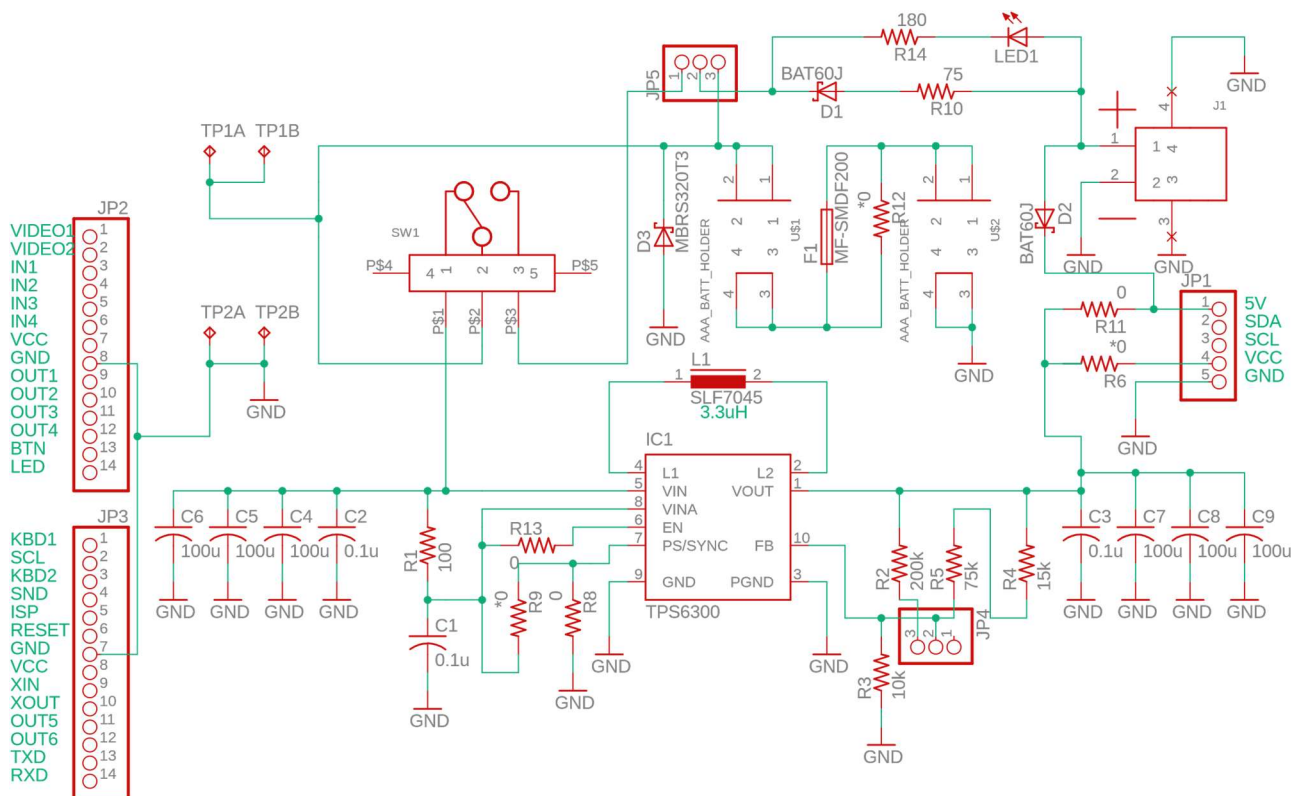 180
R14
LED1
JP5
1
2
3
BAT60J
D1
75
R10
GND
J1
4
1
1
4
2
2
3
3
GND
GND
TP1A
TP1B
D3
MBRS320T3
2
1
2
1
4
3
4
3
U$1
AAA_BATT_HOLDER
GND
F1
MF-SMDF200
*0
R12
2
1
2
1
4
3
4
3
U$2
AAA_BATT_HOLDER
GND
BAT60J
D2
SW1
P$4
4
1
2
3
5
P$5
P$1
P$2
P$3
TP2A
TP2B
GND
JP2
VIDEO1
1
VIDEO2
2
IN1
3
IN2
4
IN3
5
IN4
6
VCC
7
GND
8
OUT1
9
OUT2
10
OUT3
11
OUT4
12
BTN
13
LED
14
JP1
0
R11
*0
R6
1
5V
2
SDA
3
SCL
4
VCC
5
GND
GND
L1
1
2
SLF7045
3.3uH
IC1
4
L1
L2
2
5
VIN
VOUT
1
8
VINA
6
EN
7
PS/SYNC
FB
10
9
GND
PGND
3
TPS6300
GND
GND
JP3
KBD1
1
SCL
2
KBD2
3
SND
4
ISP
5
RESET
6
GND
7
VCC
8
XIN
9
XOUT
10
OUT5
11
OUT6
12
TXD
13
RXD
14
C6
100u
GND
C5
100u
GND
C4
100u
GND
C2
0.1u
GND
R1
100
C1
0.1u
GND
R13
0
*0
R9
0
R8
GND
R2
200k
R5
75k
R4
15k
3
2
1
JP4
R3
10k
GND
C3
0.1u
GND
C7
100u
GND
C8
100u
GND
C9
100u
GND